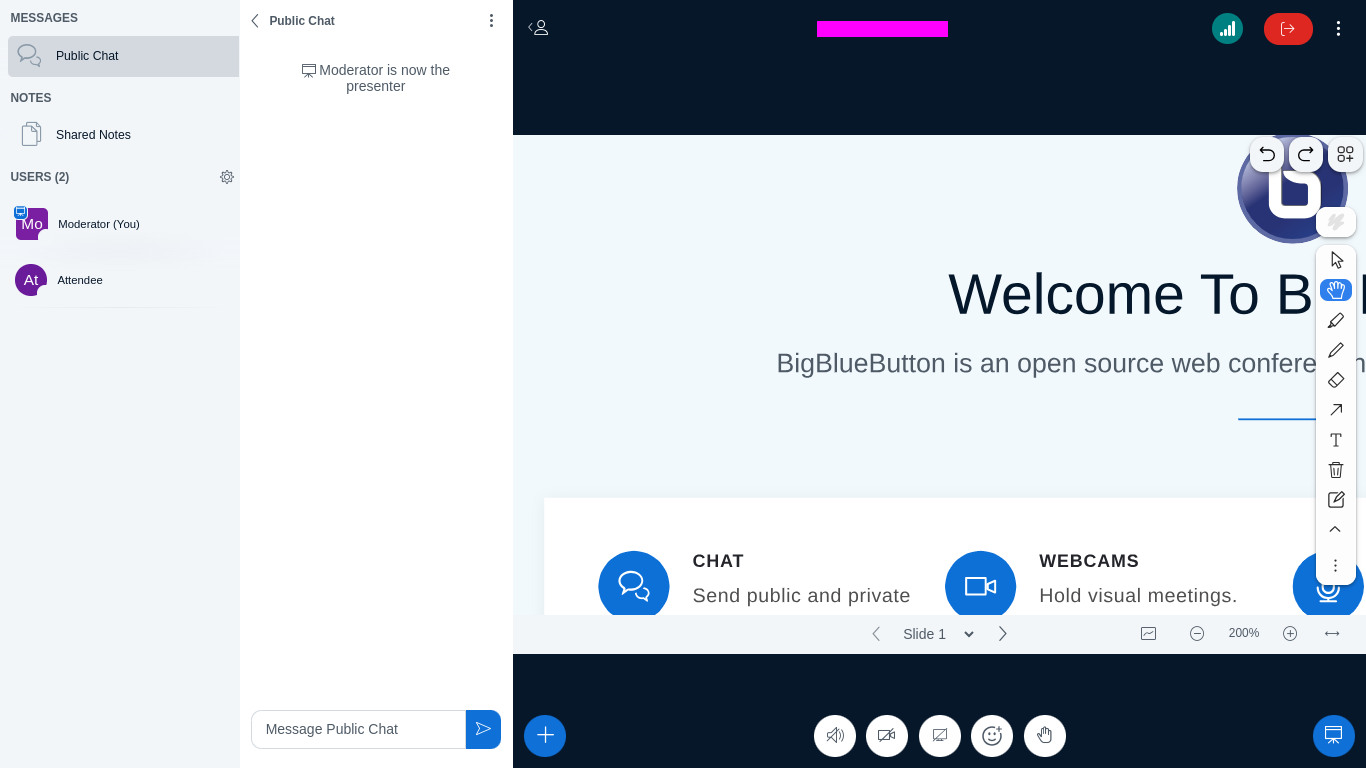 MESSAGES
Public Chat
NOTES
Shared Notes
USERS (2)
Mo
Moderator (You)
At
Attendee
Public Chat
Moderator is now the
presenter
Message Public Chat
Welcome To B
BigBlueButton is an open source web confere
CHAT
Send public and private
WEBCAMS
Hold visual meetings.
Slide 1
200%